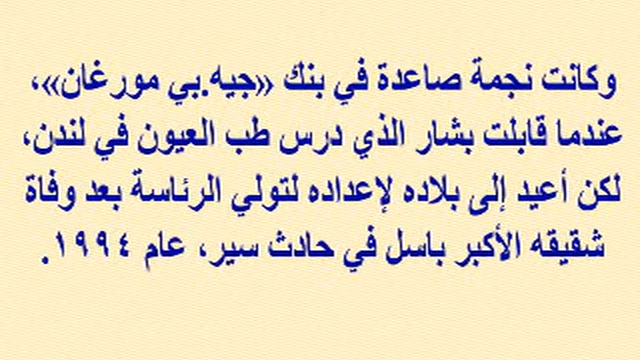 وكانت نجمة صاعدة في بنك «جيه.بي مورغان»،
عندما قابلت بشار الذي درس طب العيون في لندن،
لكن أعيد إلى بلاده لإعداده لتولي الرئاسة بعد وفاة
شقيقه الأكبر باسل في حادث سير، عام ١٩٩٤.